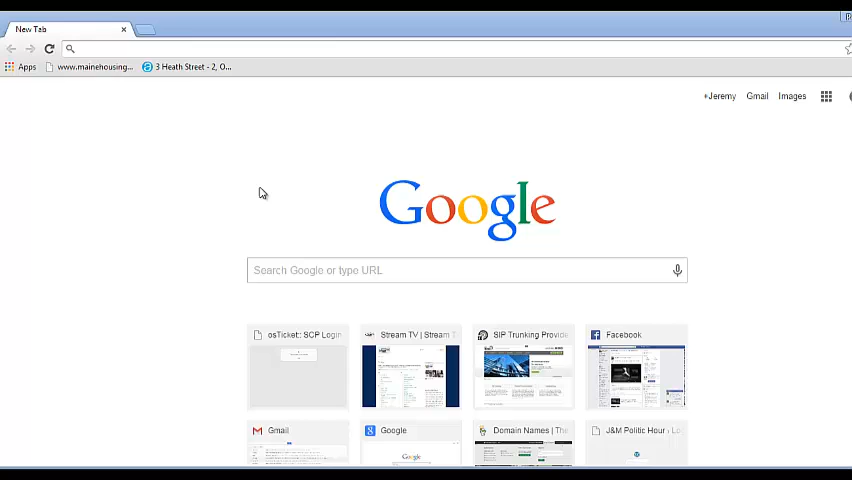 New Tab
Apps www.mainehousing... 3 Heath Street - 2, O...
+Jeremy Gmail Images
Google
Search Google or type URL
osTicket:: SCP Login Stream TV | Stream T SIP Trunking Provide Facebook
Gmail Google Domain Names | The J&M Politic Hour › Lo